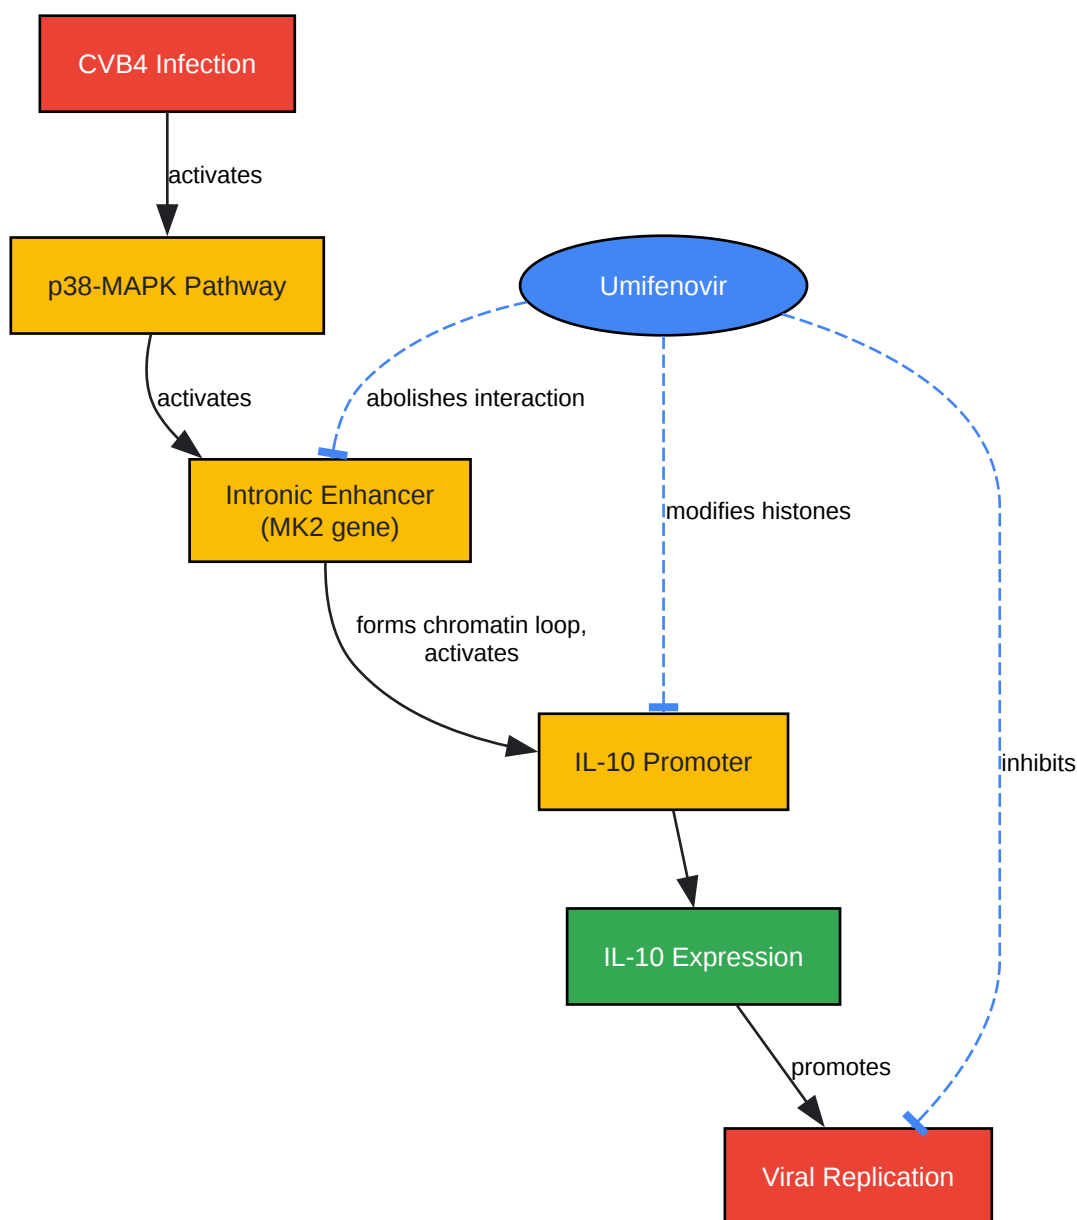 CVB4 Infection
activates
p38-MAPK Pathway
Umifenovir
activates
abolishes interaction
Intronic Enhancer
(MK2 gene)
modifies histones
forms chromatin loop,
activates
IL-10 Promoter
inhibits
IL-10 Expression
promotes
Viral Replication